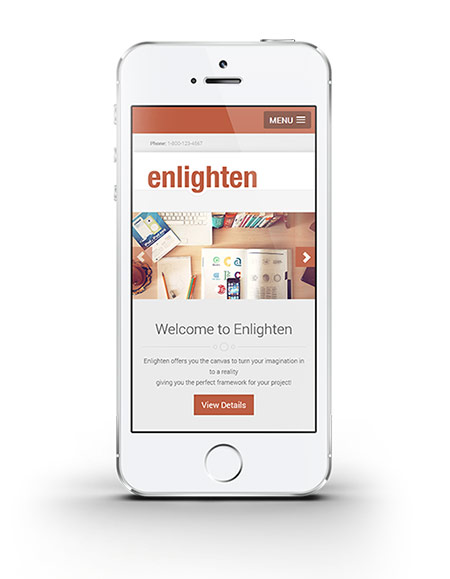 MENU
Phone: 1-800-123-4567
enlighten
Welcome to Enlighten
Enlighten offers you the canvas to turn your imagination in
to a reality
giving you the perfect framework for your project!
View Details